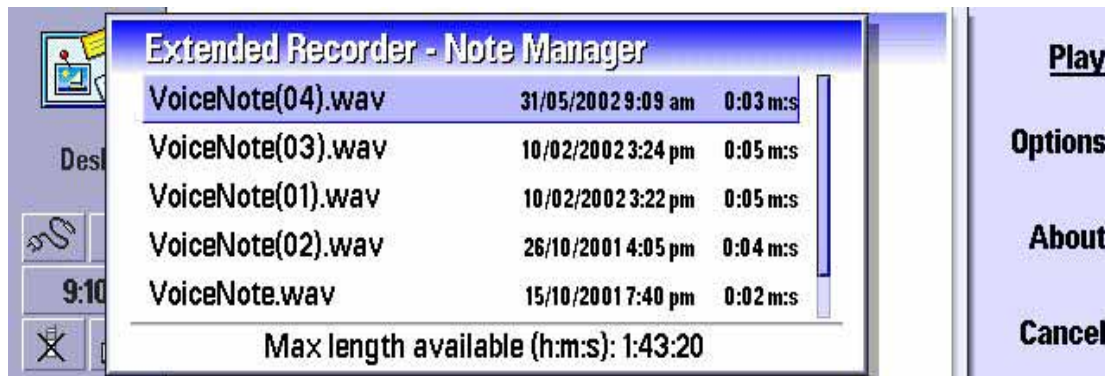 Extended Recorder - Note Manager
VoiceNote(04).wav 31/05/2002 9:09 am 0:03 m:s
VoiceNote(03).wav 10/02/2002 3:24 pm 0:05 m:s
VoiceNote(01).wav 10/02/2002 3:22 pm 0:05 m:s
VoiceNote(02).wav 26/10/2001 4:05 pm 0:04 m:s
VoiceNote.wav 15/10/2001 7:40 pm 0:02 m:s
Max length available (h:m:s): 1:43:20
Des
9:10
Play
Options
About
Cancel